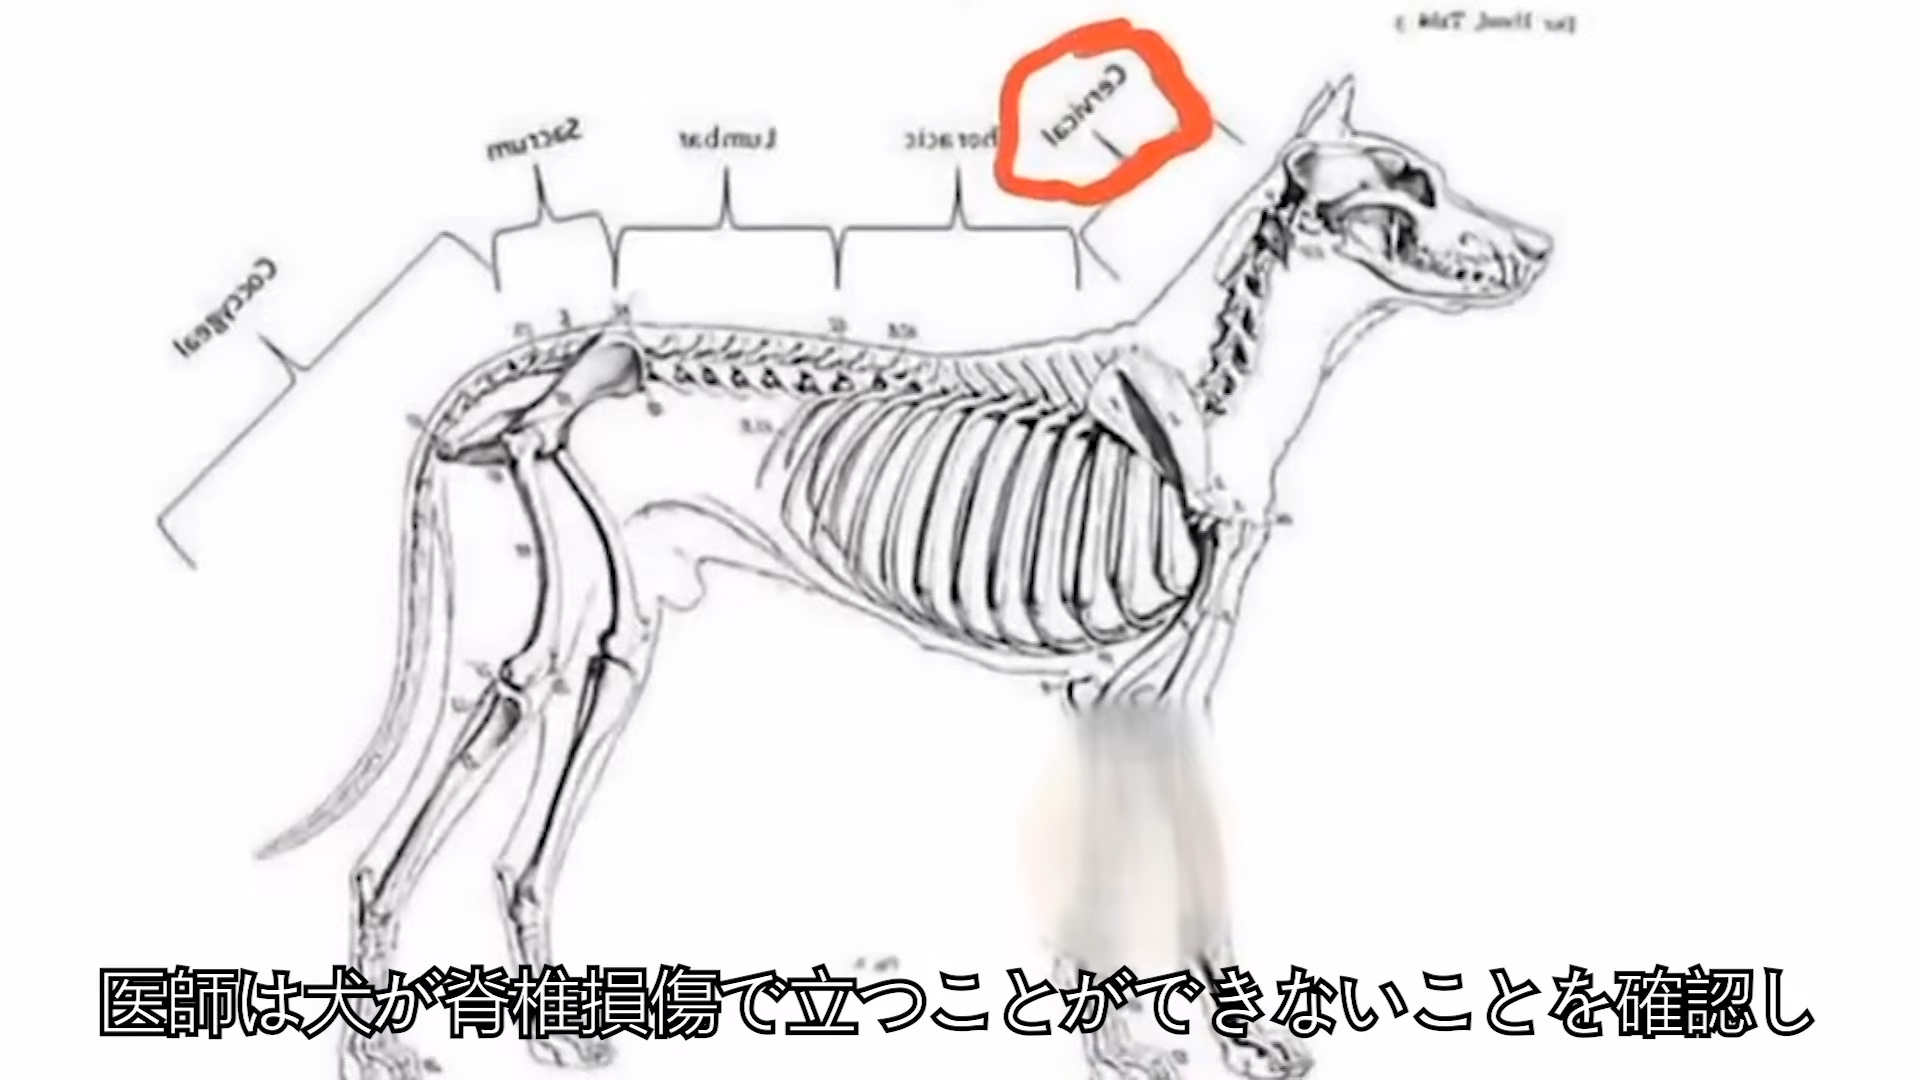 Cervical
Sacrum
Lumbar
horacic
Coccygeal
医師は犬が脊椎損傷で立つことができないことを確認し